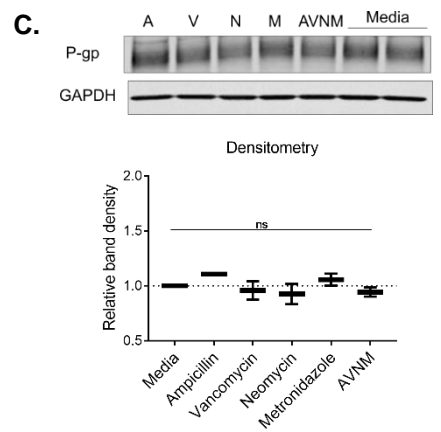 C.
A V N M AVNM Media
P-gp
GAPDH
Densitometry
Relative band density
2.0
1.5
1.0
0.5
ns
Media
Ampicillin
Vancomycin
Neomycin
Metronidazole
AVNM